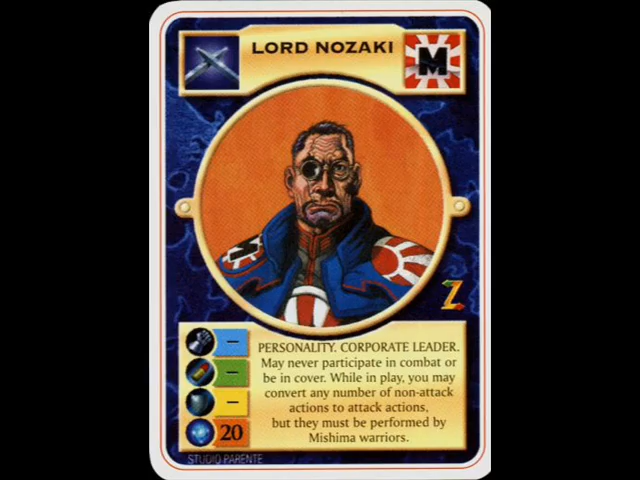 LORD NOZAKI
M
M
Z
–
–
–
20
PERSONALITY. CORPORATE LEADER.
May never participate in combat or
be in cover. While in play, you may
convert any number of non-attack
actions to attack actions,
but they must be performed by
Mishima warriors.
STUDIO PARENTE